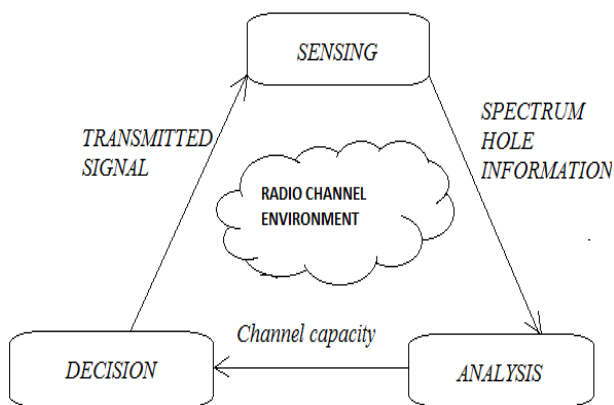 SENSING
TRANSMITTED
SIGNAL
SPECTRUM
HOLE
INFORMATION
RADIO CHANNEL
ENVIRONMENT
Channel capacity
DECISION
ANALYSIS